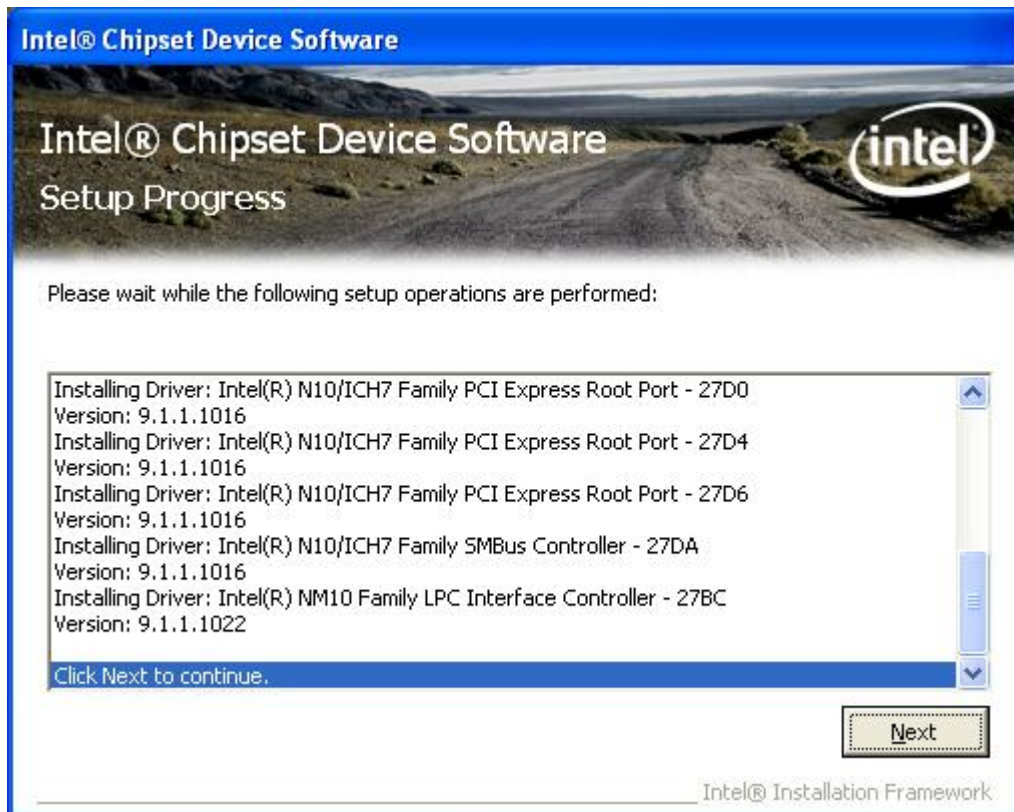 Intel® Chipset Device Software
Intel® Chipset Device Software
intel
Setup Progress
Please wait while the following setup operations are performed:
Installing Driver: Intel(R) N10/ICH7 Family PCI Express Root Port - 27D0
Version: 9.1.1.1016
Installing Driver: Intel(R) N10/ICH7 Family PCI Express Root Port - 27D4
Version: 9.1.1.1016
Installing Driver: Intel(R) N10/ICH7 Family PCI Express Root Port - 27D6
Version: 9.1.1.1016
Installing Driver: Intel(R) N10/ICH7 Family SMBus Controller - 27DA
Version: 9.1.1.1016
Installing Driver: Intel(R) NM10 Family LPC Interface Controller - 27BC
Version: 9.1.1.1022
Click Next to continue.
Next
Intel® Installation Framework